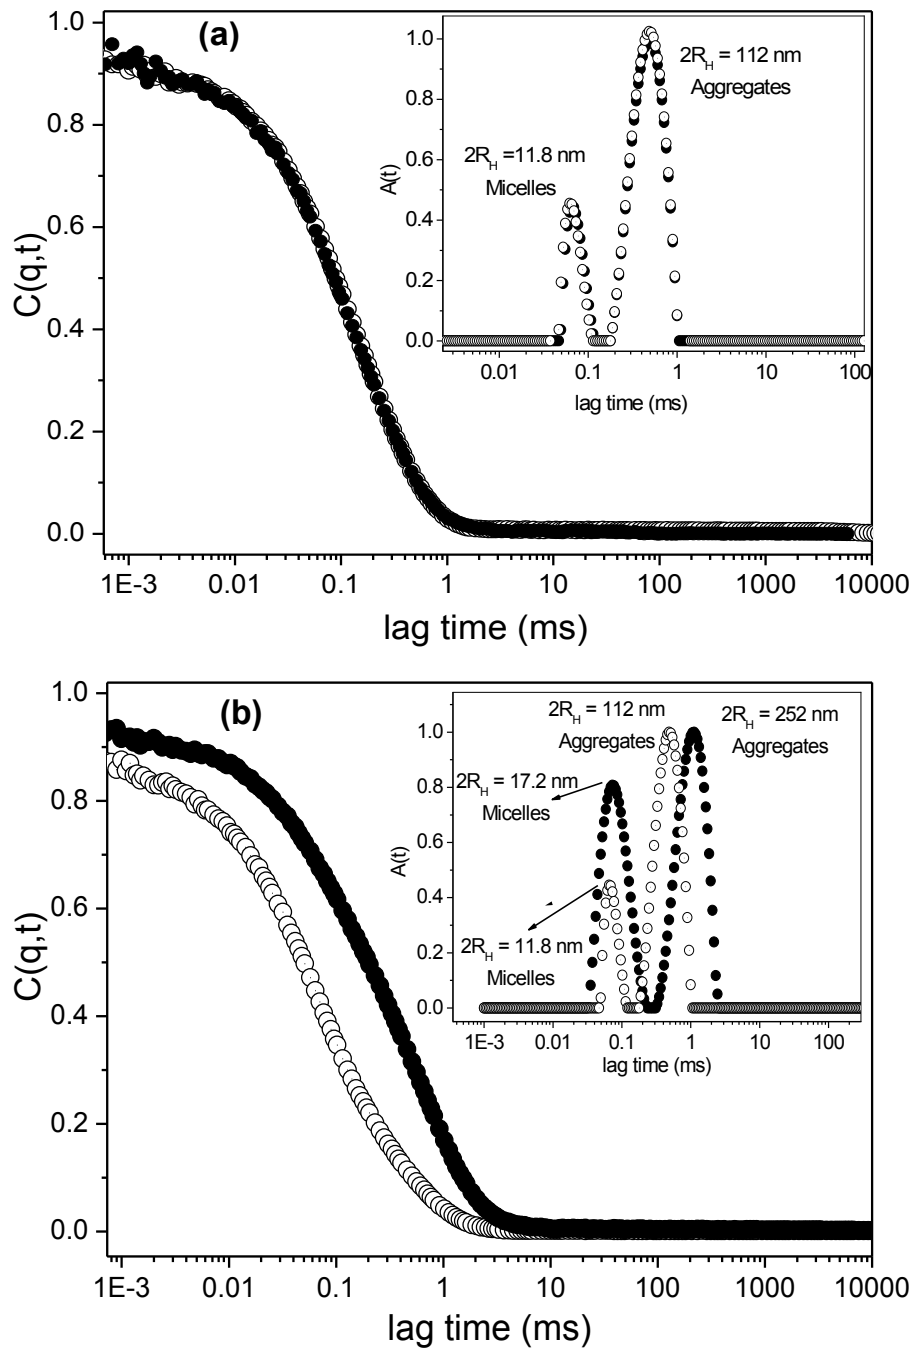 (a)
1.0
0.8
0.6
0.4
0.2
0.0
C(q,t)
1E-3 0.01 0.1 1 10 100 1000 10000
lag time (ms)
1.0
0.8
0.6
0.4
0.2
0.0
A(t)
2R_H = 112 nm
Aggregates
2R_H =11.8 nm
Micelles
0.01 0.1 1 10 100
lag time (ms)
(b)
1.0
0.8
0.6
0.4
0.2
0.0
C(q,t)
1E-3 0.01 0.1 1 10 100 1000 10000
lag time (ms)
1.0
0.8
0.6
0.4
0.2
0.0
A(t)
2R_H = 112 nm
Aggregates
2R_H = 252 nm
Aggregates
2R_H = 17.2 nm
Micelles
2R_H = 11.8 nm
Micelles
1E-3 0.01 0.1 1 10 100
lag time (ms)